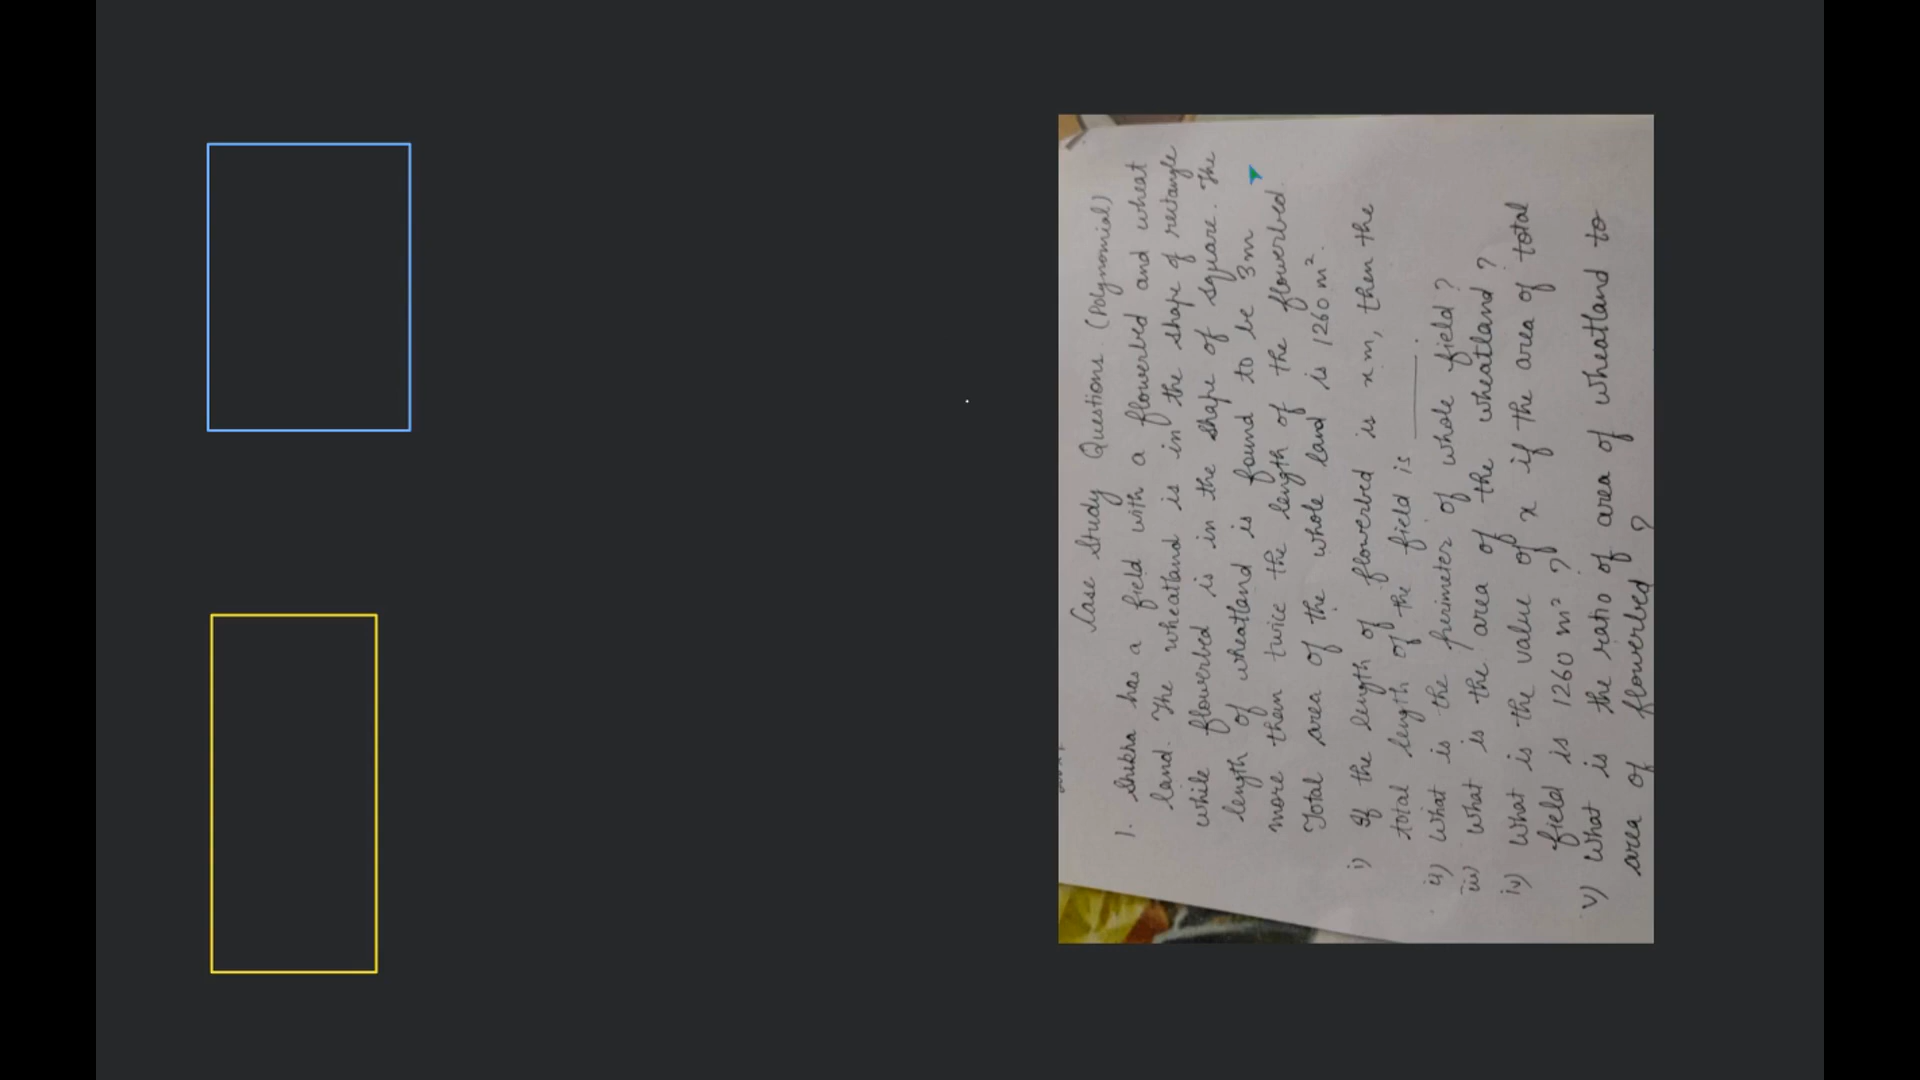 Case Study Questions. (Polynomial)
1. Shikha has a field with a flowerbed and wheat
land. The wheatland is in the shape of rectangle
while flowerbed is in the shape of square. The
length of wheatland is found to be 3m
more than twice the length of the flowerbed.
Total area of the whole land is 1260 m².
i) If the length of flowerbed is x m, then the
total length of the field is ______.
ii) What is the perimeter of whole field?
iii) What is the area of the wheatland?
iv) What is the value of x if the area of total
field is 1260 m²?
v) What is the ratio of area of wheatland to
area of flowerbed?